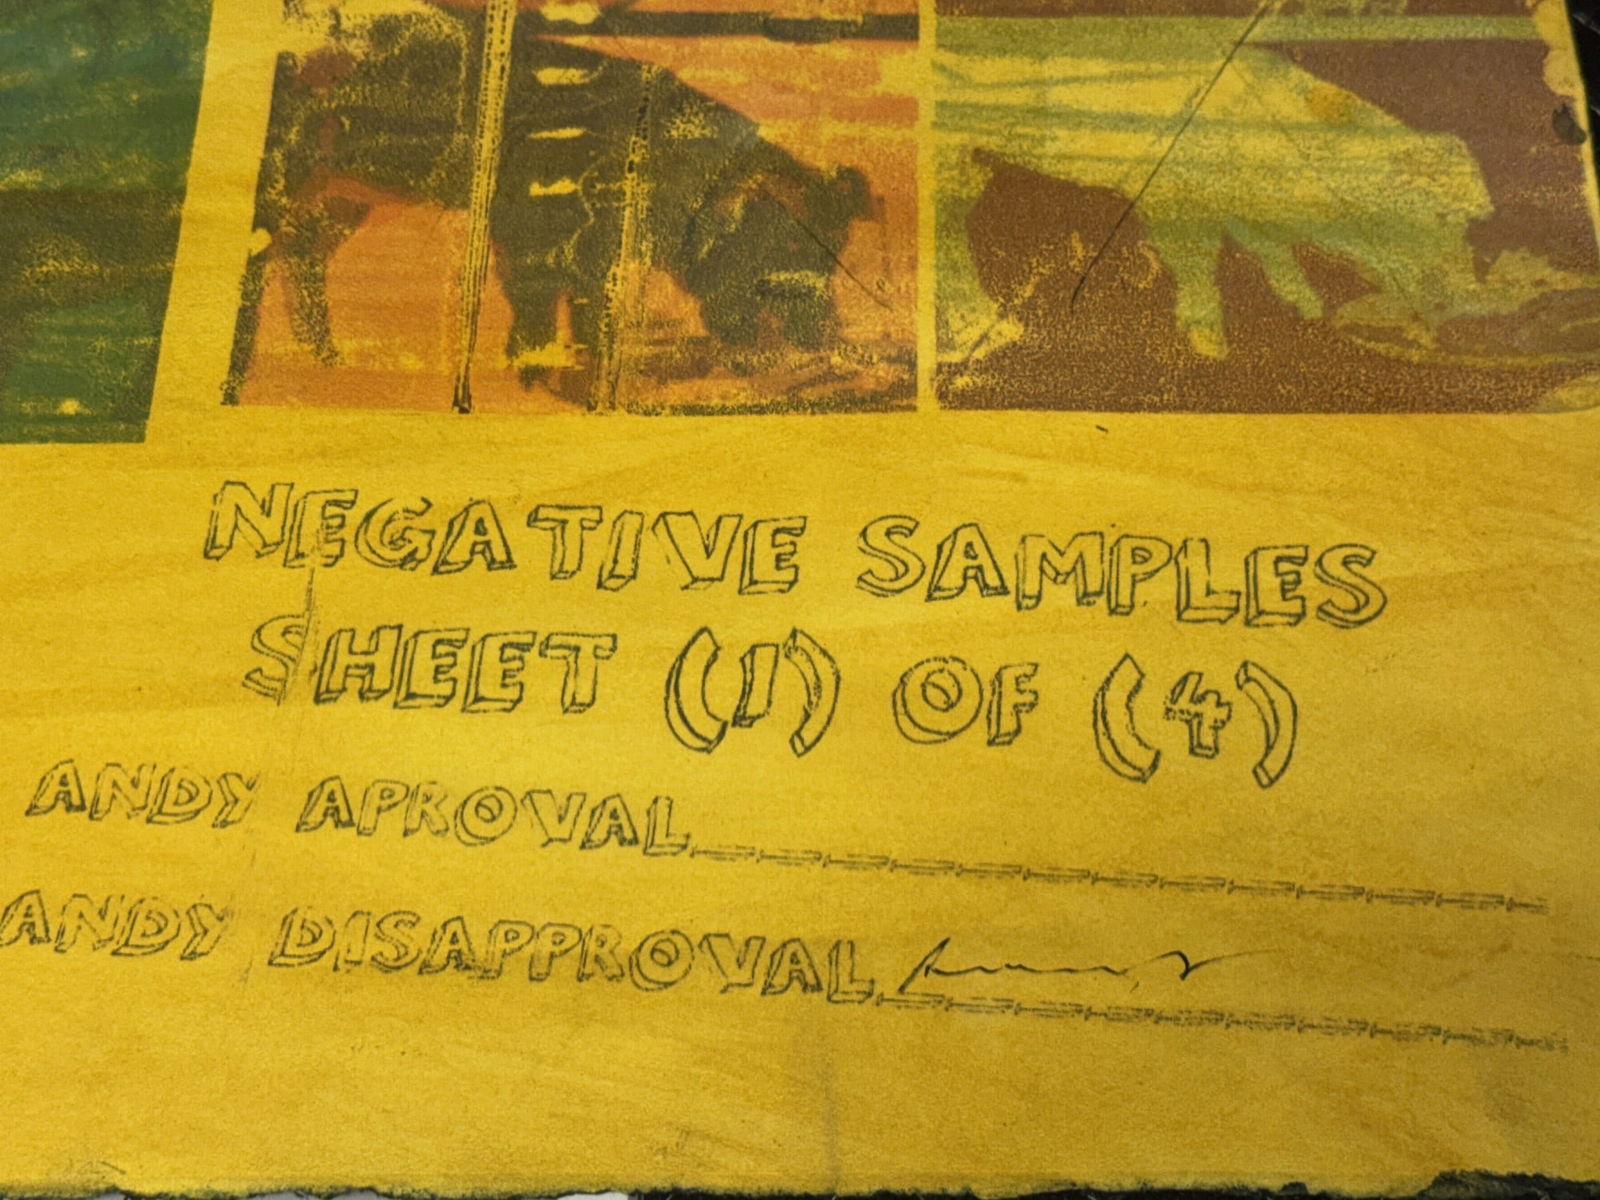 NEGATIVE SAMPLES
SHEET (1) OF (4)
ANDY APROVAL
ANDY DISAPPROVAL